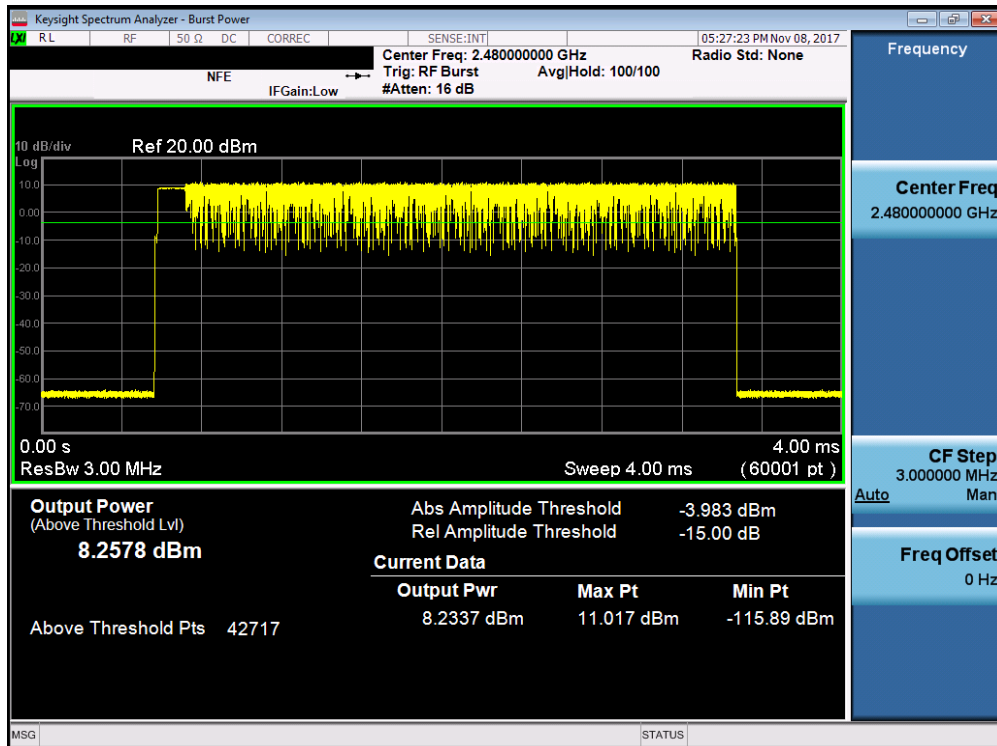 Keysight Spectrum Analyzer - Burst Power
LXI RL RF 50 Ω DC CORREC SENSE:INT 05:27:23 PM Nov 08, 2017
Center Freq: 2.480000000 GHz Radio Std: None
NFE Trig: RF Burst Avg|Hold: 100/100
IFGain:Low #Atten: 16 dB
Frequency
10 dB/div Ref 20.00 dBm
Log
10.0
0.00
-10.0
-20.0
-30.0
-40.0
-50.0
-60.0
-70.0
0.00 s 4.00 ms
ResBw 3.00 MHz Sweep 4.00 ms (60001 pt)
Center Freq
2.480000000 GHz
CF Step
3.000000 MHz
Auto Man
Freq Offset
0 Hz
Output Power
(Above Threshold Lvl)
8.2578 dBm
Above Threshold Pts 42717
Abs Amplitude Threshold -3.983 dBm
Rel Amplitude Threshold -15.00 dB
Current Data
Output Pwr Max Pt Min Pt
8.2337 dBm 11.017 dBm -115.89 dBm
MSG STATUS